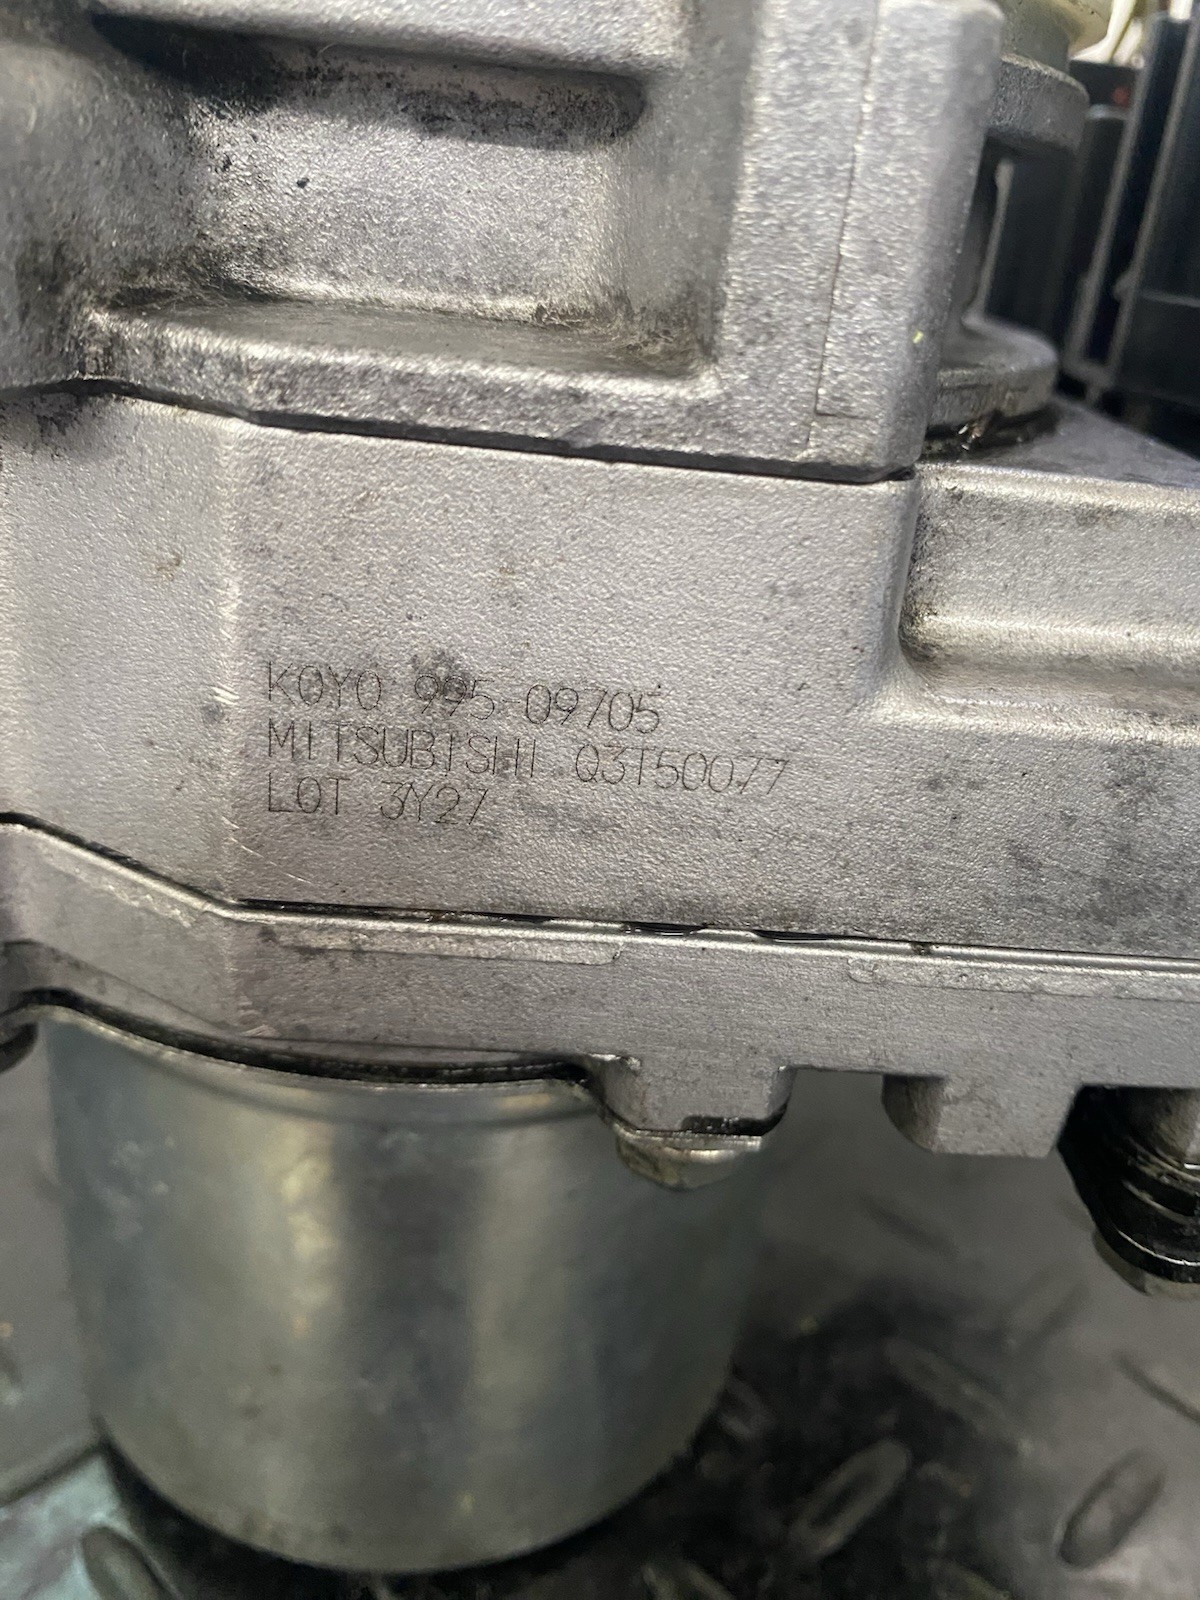 KOYO 995-09705
MITSUBISHI Q3T50077
LOT 3Y27